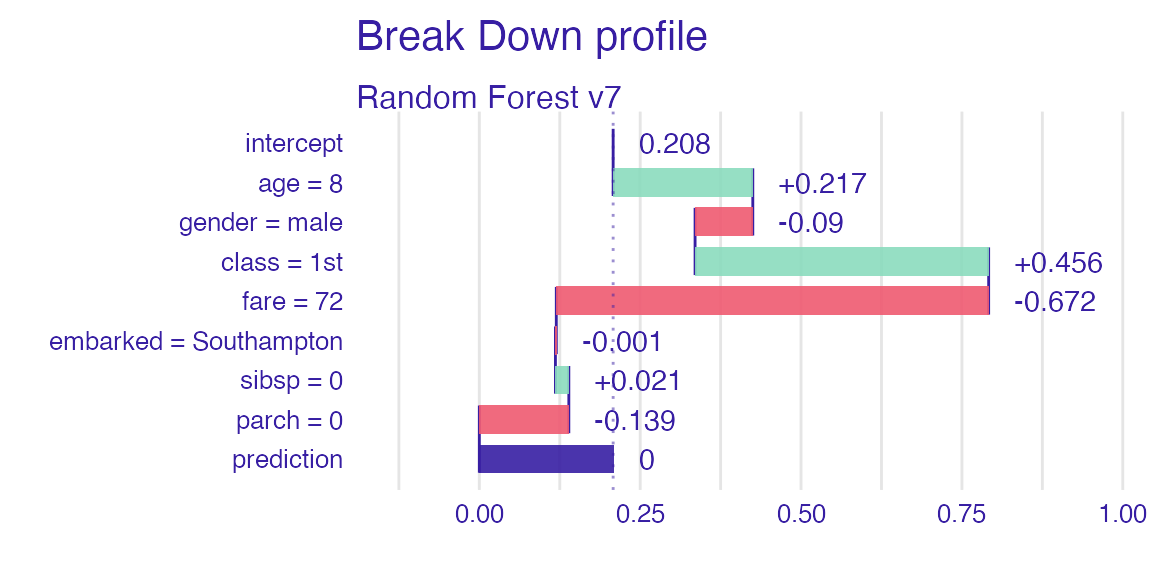 Break Down profile
Random Forest v7
intercept 0.208
age = 8 +0.217
gender = male -0.09
class = 1st +0.456
fare = 72 -0.672
embarked = Southampton -0.001
sibsp = 0 +0.021
parch = 0 -0.139
prediction 0
0.00 0.25 0.50 0.75 1.00